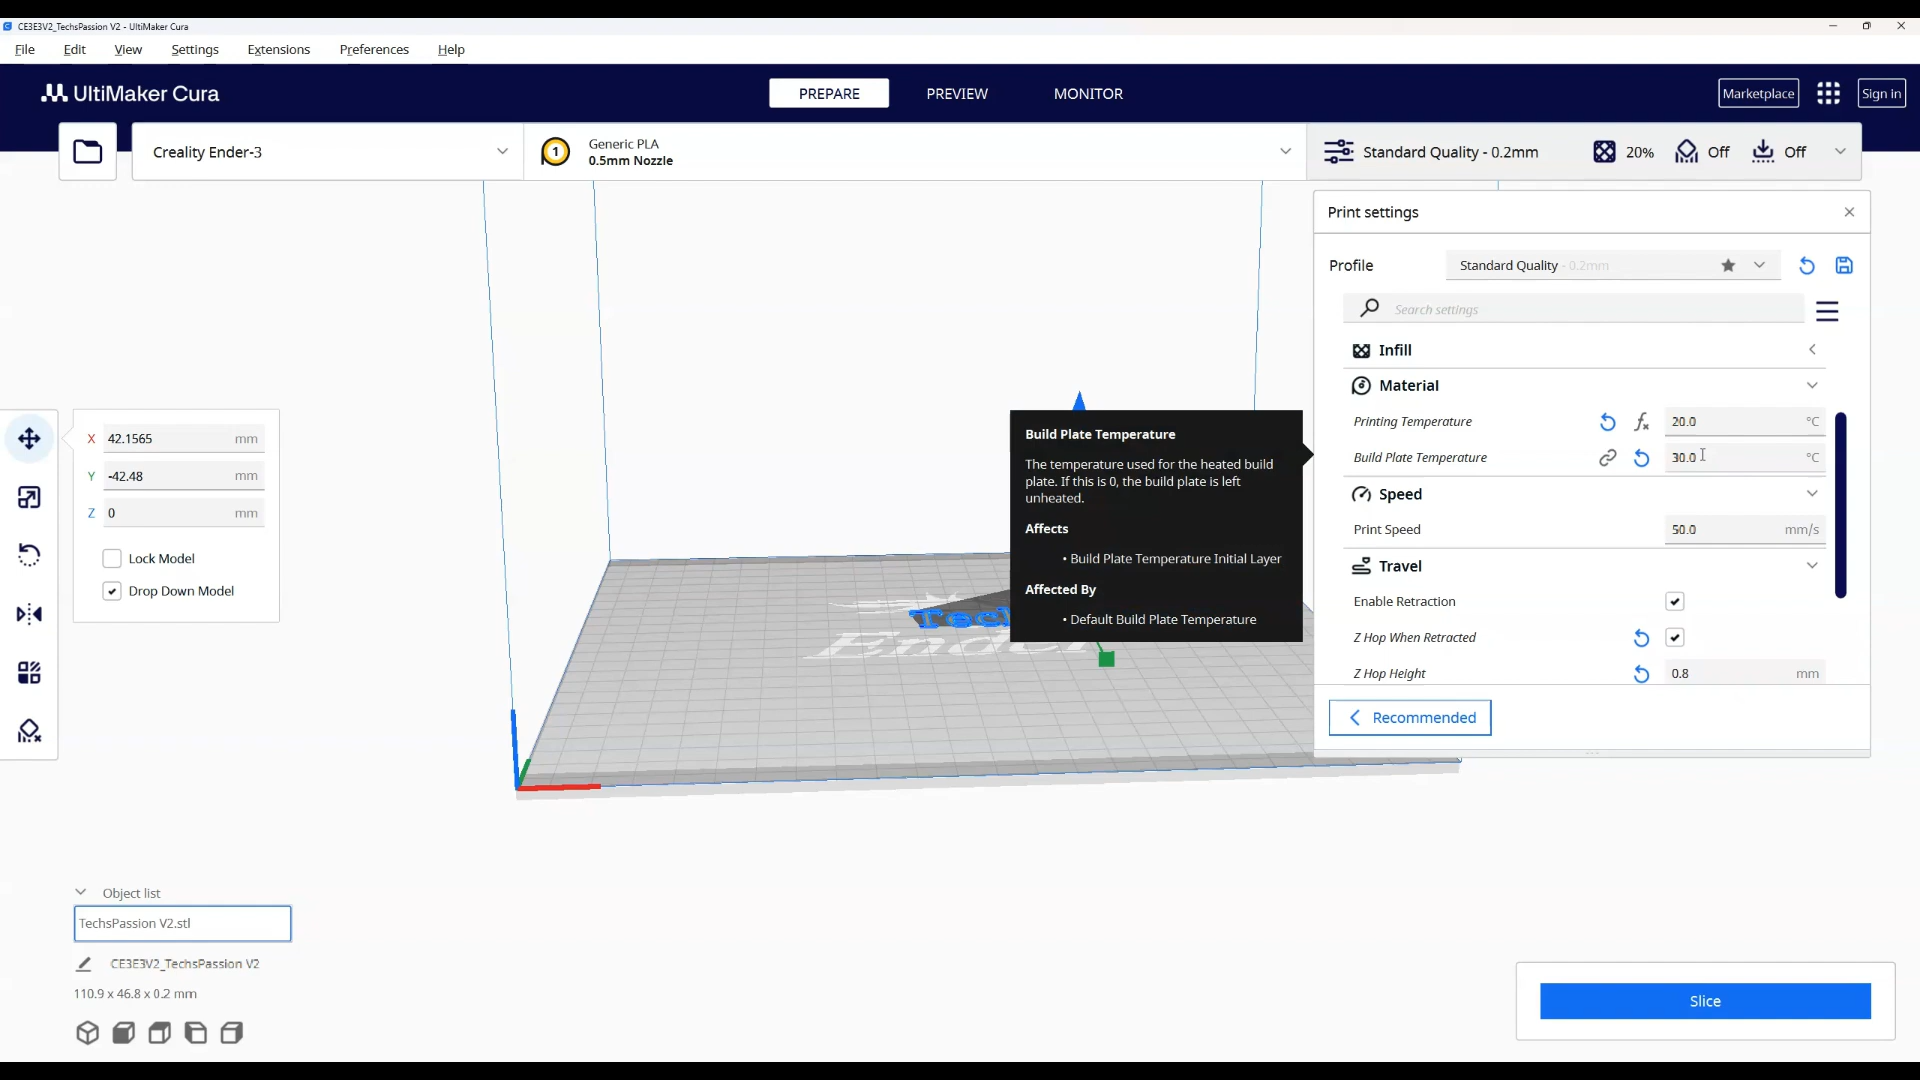 CE3E3V2_TechsPassion V2 - UltiMaker Cura
File Edit View Settings Extensions Preferences Help
UltiMaker Cura
PREPARE PREVIEW MONITOR
Marketplace
Sign in
Creality Ender-3
1
Generic PLA
0.5mm Nozzle
Standard Quality - 0.2mm
20%
Off
Off
Print settings
Profile
Standard Quality - 0.2mm
Search settings
Infill
Material
Printing Temperature 20.0 °C
Build Plate Temperature 30.0 °C
Speed
Print Speed 50.0 mm/s
Travel
Enable Retraction
Z Hop When Retracted
Z Hop Height 0.8 mm
Recommended
Build Plate Temperature
The temperature used for the heated build
plate. If this is 0, the build plate is left
unheated.
Affects
• Build Plate Temperature Initial Layer
Affected By
• Default Build Plate Temperature
X 42.1565 mm
Y -42.48 mm
Z 0 mm
Lock Model
Drop Down Model
Tech
Ender
Object list
TechsPassion V2.stl
CE3E3V2_TechsPassion V2
110.9 x 46.8 x 0.2 mm
Slice